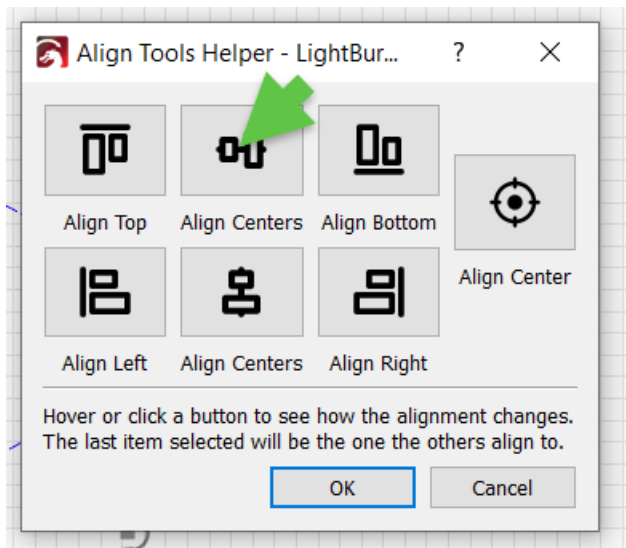 Align Tools Helper - LightBur...
?
Align Top
Align Centers
Align Bottom
Align Center
Align Left
Align Centers
Align Right
Hover or click a button to see how the alignment changes.
The last item selected will be the one the others align to.
OK
Cancel